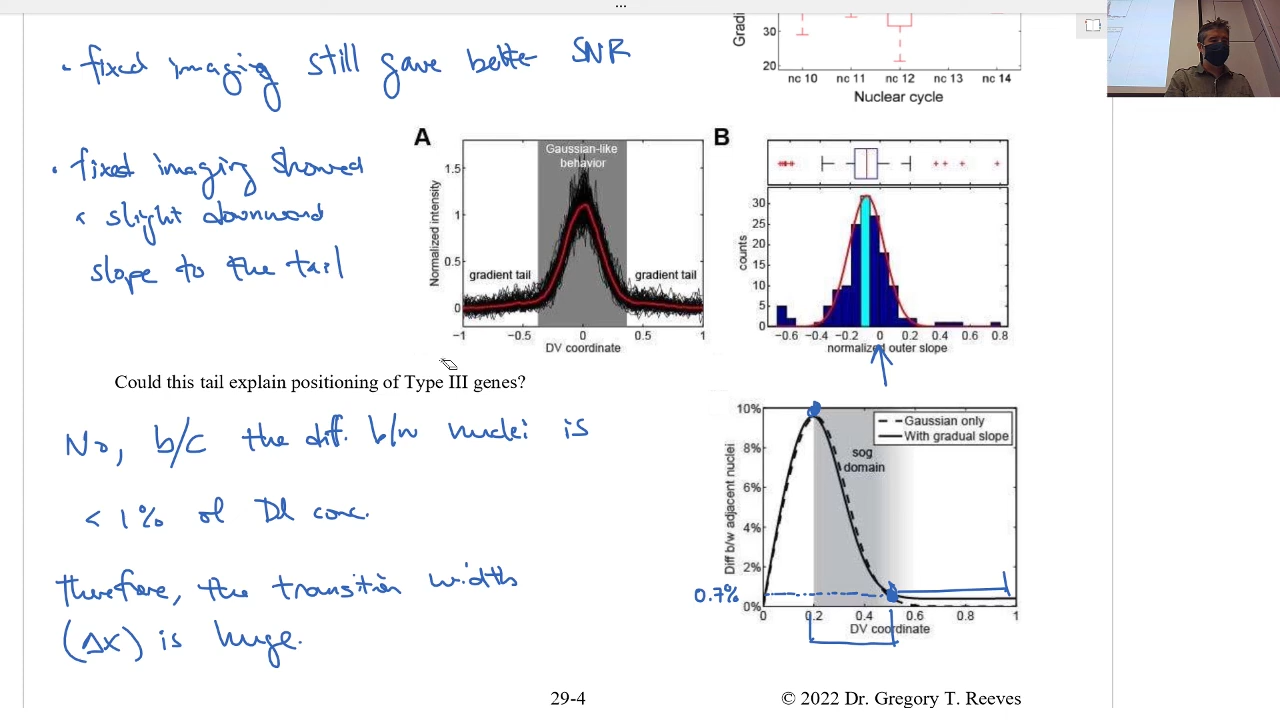 ...
· fixed imaging still gave better SNR
Gradi
30
20
nc 10 nc 11 nc 12 nc 13 nc 14
Nuclear cycle
· fixed imaging showed
a slight downward
slope to the tail
A
Gaussian-like
behavior
Normalized intensity
1.5
1
0.5
0
gradient tail
gradient tail
−1 −0.5 0 0.5 1
DV coordinate
B
counts
30
25
20
15
10
5
0
−0.6 −0.4 −0.2 0 0.2 0.4 0.6 0.8
normalized outer slope
Could this tail explain positioning of Type III genes?
No, b/c the diff. b/w nuclei is
< 1% of Dl conc.
therefore, the transition widths
(Δx) is huge.
Diff b/w adjacent nuclei
10%
8%
6%
4%
2%
0%
Gaussian only
With gradual slope
sog
domain
0.7%
0 0.2 0.4 0.6 0.8 1
DV coordinate
29-4
© 2022 Dr. Gregory T. Reeves